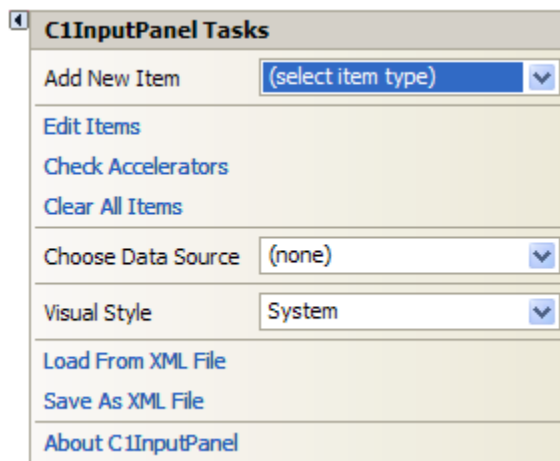 C1InputPanel Tasks
Add New Item (select item type)
Edit Items
Check Accelerators
Clear All Items
Choose Data Source (none)
Visual Style System
Load From XML File
Save As XML File
About C1InputPanel